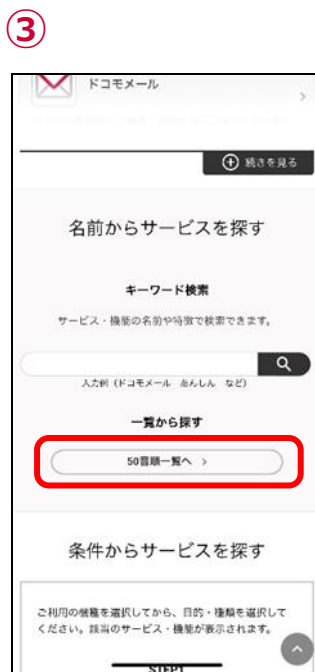 ③
ドコモメール
続きを見る
名前からサービスを探す
キーワード検索
サービス・機能の名前や特徴で検索できます。
入力例（ドコモメール あんしん など）
一覧から探す
50音順一覧へ
条件からサービスを探す
ご利用の機種を選択してから、目的・種類を選択して
ください。該当のサービス・機能が表示されます。
STEP1